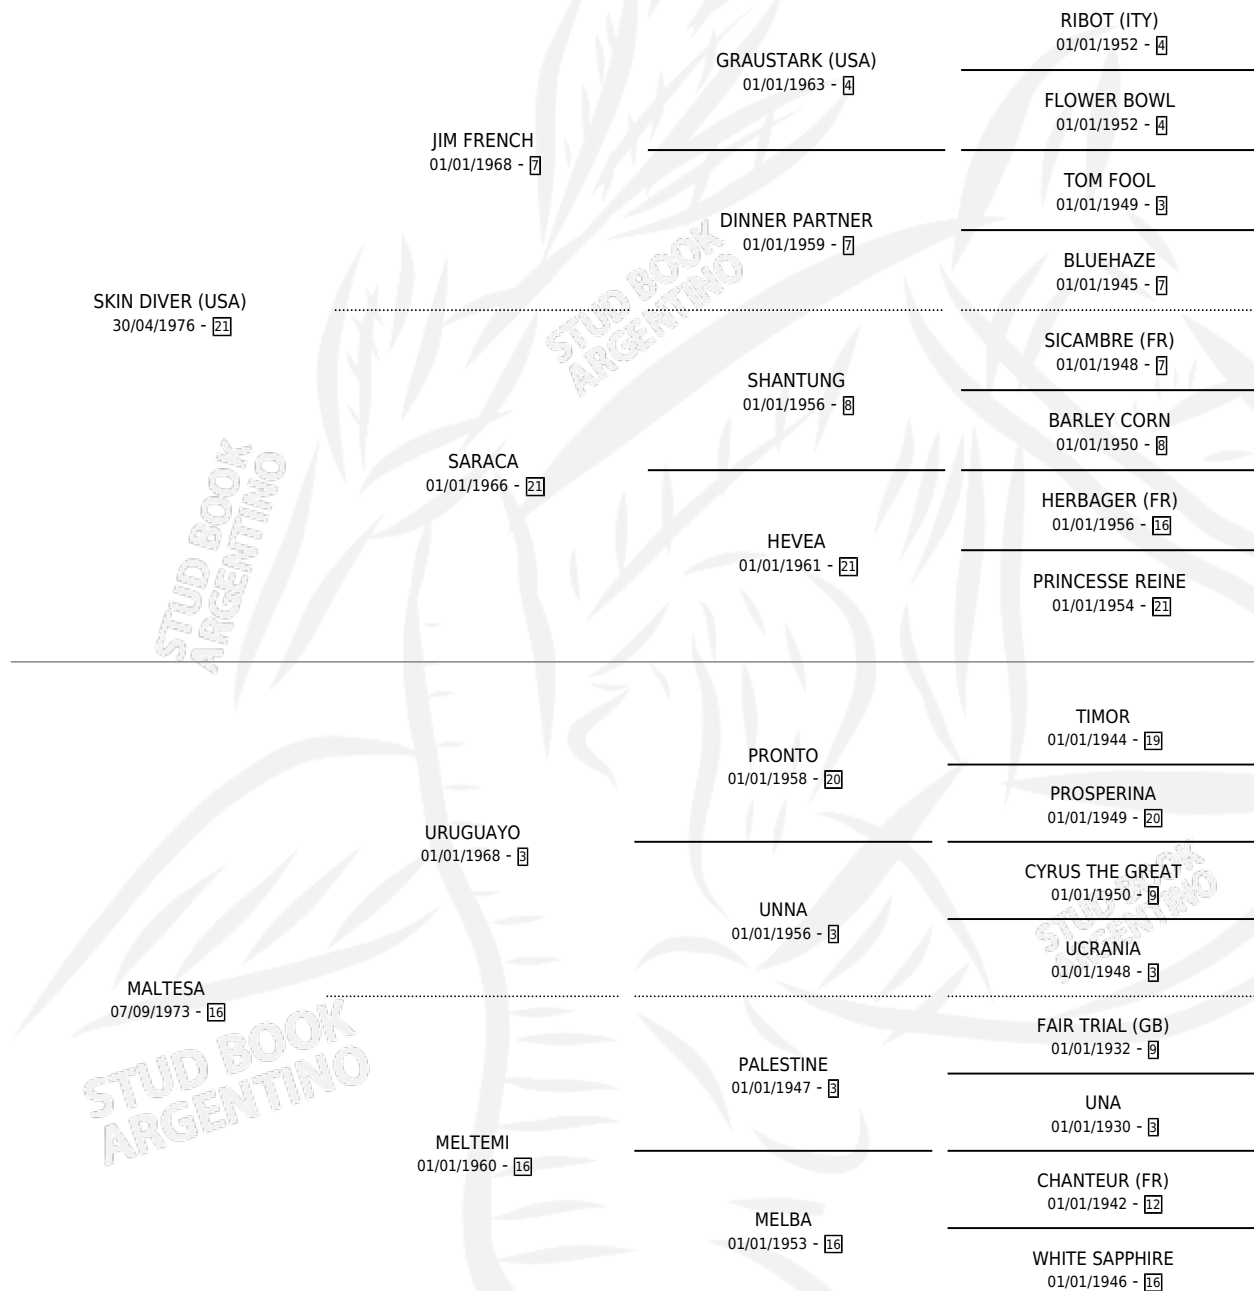 RIBOT (ITY)
01/01/1952 - 4
GRAUSTARK (USA)
01/01/1963 - 4
FLOWER BOWL
01/01/1952 - 4
JIM FRENCH
01/01/1968 - 7
TOM FOOL
01/01/1949 - 3
DINNER PARTNER
01/01/1959 - 7
BLUEHAZE
01/01/1945 - 7
SKIN DIVER (USA)
30/04/1976 - 21
SICAMBRE (FR)
01/01/1948 - 7
SHANTUNG
01/01/1956 - 8
BARLEY CORN
01/01/1950 - 8
SARACA
01/01/1966 - 21
HERBAGER (FR)
01/01/1956 - 16
HEVEA
01/01/1961 - 21
PRINCESSE REINE
01/01/1954 - 21
TIMOR
01/01/1944 - 19
PRONTO
01/01/1958 - 20
PROSPERINA
01/01/1949 - 20
URUGUAYO
01/01/1968 - 3
CYRUS THE GREAT
01/01/1950 - 9
UNNA
01/01/1956 - 3
UCRANIA
01/01/1948 - 3
MALTESA
07/09/1973 - 16
FAIR TRIAL (GB)
01/01/1932 - 9
PALESTINE
01/01/1947 - 3
UNA
01/01/1930 - 3
MELTEMI
01/01/1960 - 16
CHANTEUR (FR)
01/01/1942 - 12
MELBA
01/01/1953 - 16
WHITE SAPPHIRE
01/01/1946 - 16
STUD BOOK
ARGENTINO
STUD BOOK
ARGENTINO
STUD BOOK
ARGENTINO
STUD BOOK
ARGENTINO